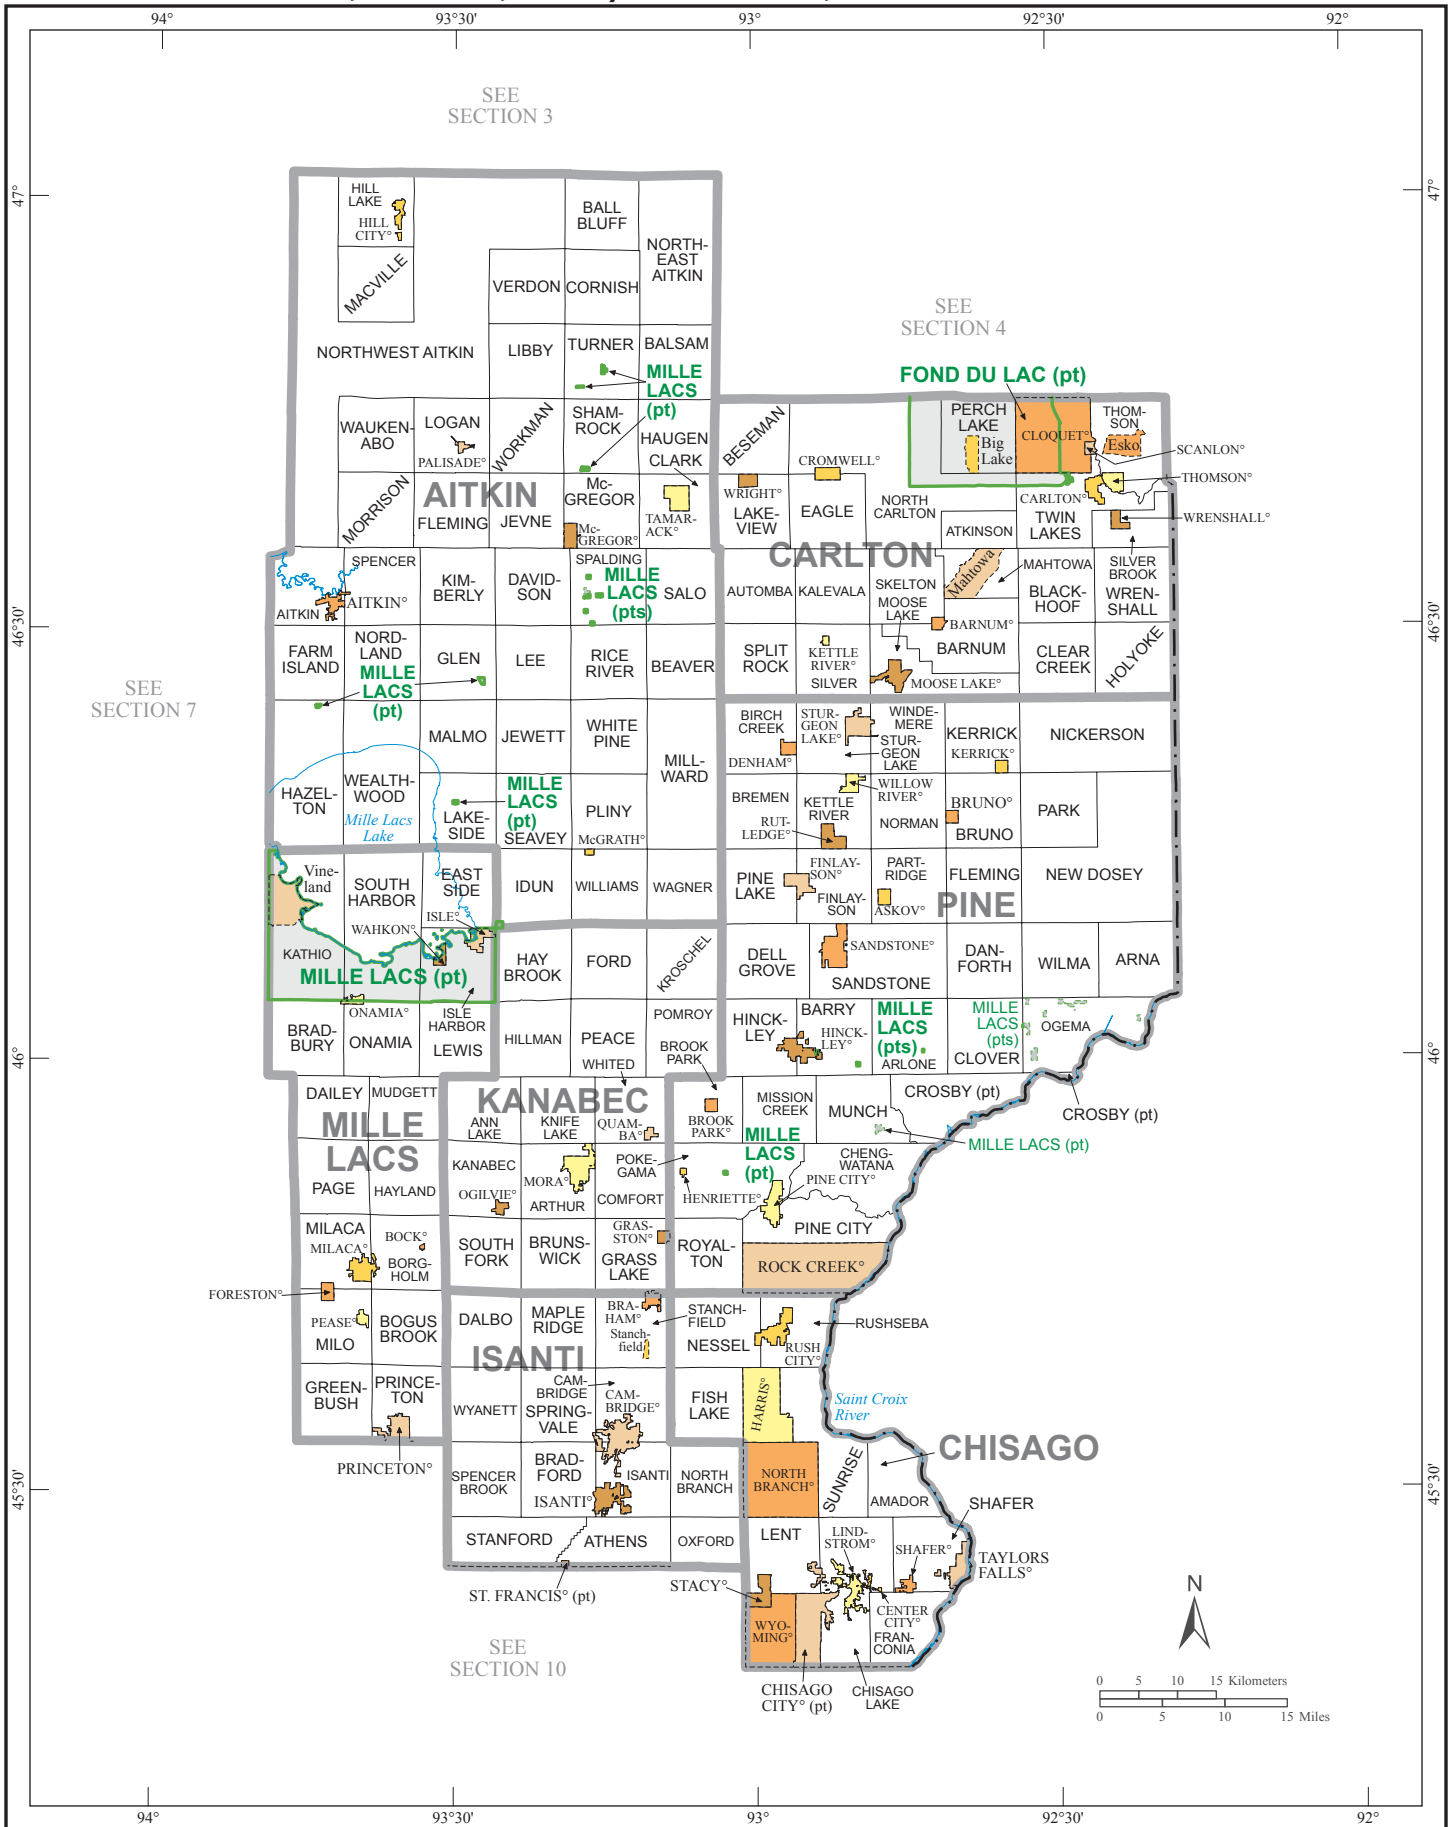 94°
93°30'
93°
92°30'
92°
SEE
SECTION 3
47°
47°
HILL
LAKE
HILL
CITY°
BALL
BLUFF
NORTH-
EAST
AITKIN
MACVILLE
VERDON
CORNISH
SEE
SECTION 4
NORTHWEST AITKIN
LIBBY
TURNER
BALSAM
MILLE
LACS
(pt)
FOND DU LAC (pt)
WAUKEN-
ABO
LOGAN
PALISADE°
WORKMAN
SHAM-
ROCK
HAUGEN
CLARK
BESEMAN
CROMWELL°
PERCH
LAKE
Big
Lake
CLOQUET°
THOM-
SON
Esko
SCANLON°
THOMSON°
MORRISON
AITKIN
FLEMING
JEVNE
Mc-
GREGOR
Mc-
GREGOR°
TAMAR-
ACK°
WRIGHT°
LAKE-
VIEW
EAGLE
NORTH
CARLTON
ATKINSON
CARLTON°
TWIN
LAKES
WRENSHALL°
CARLTON
SPENCER
AITKIN
AITKIN°
KIM-
BERLY
DAVID-
SON
SPALDING
MILLE
LACS
(pts)
SALO
AUTOMBA
KALEVALA
SKELTON
MOOSE
LAKE
Mahtowa
MAHTOWA
BLACK-
HOOF
SILVER
BROOK
WREN-
SHALL
BARNUM°
46°30'
46°30'
FARM
ISLAND
NORD-
LAND
MILLE
LACS
(pt)
GLEN
LEE
RICE
RIVER
BEAVER
SPLIT
ROCK
KETTLE
RIVER°
SILVER
BARNUM
MOOSE LAKE°
CLEAR
CREEK
HOLYOKE
SEE
SECTION 7
MALMO
JEWETT
WHITE
PINE
MILL-
WARD
BIRCH
CREEK
DENHAM°
STUR-
GEON
LAKE°
WINDE-
MERE
STUR-
GEON
LAKE
KERRICK
KERRICK°
NICKERSON
HAZEL-
TON
WEALTH-
WOOD
Mille Lacs
Lake
LAKE-
SIDE
MILLE
LACS
(pt)
SEAVEY
PLINY
McGRATH°
BREMEN
KETTLE
RIVER
RUT-
LEDGE°
WILLOW
RIVER°
NORMAN
BRUNO°
BRUNO
PARK
Vine-
land
SOUTH
HARBOR
EAST
SIDE
ISLE°
WAHKON°
KATHIO
MILLE LACS (pt)
IDUN
WILLIAMS
WAGNER
PINE
LAKE
FINLAY-
SON°
FINLAY-
SON
PART-
RIDGE
ASKOV°
FLEMING
PINE
NEW DOSEY
HAY
BROOK
FORD
KROSCHEL
DELL
GROVE
SANDSTONE°
SANDSTONE
DAN-
FORTH
WILMA
ARNA
ONAMIA°
ISLE
HARBOR
BRAD-
BURY
ONAMIA
LEWIS
HILLMAN
PEACE
WHITED
POMROY
BROOK
PARK
HINCK-
LEY
BARRY
HINCK-
LEY°
MILLE
LACS
(pts)
ARLONE
MILLE
LACS
(pts)
OGEMA
CLOVER
46°
46°
DAILEY
MUDGETT
MILLE
LACS
KANABEC
ANN
LAKE
KNIFE
LAKE
QUAM-
BA°
BROOK
PARK°
MISSION
CREEK
MUNCH
CROSBY (pt)
CROSBY (pt)
MILLE LACS (pt)
MILLE
LACS
(pt)
PAGE
HAYLAND
KANABEC
OGILVIE°
MORA°
ARTHUR
POKE-
GAMA
COMFORT
HENRIETTE°
CHENG-
WATANA
PINE CITY°
PINE CITY
MILACA
MILACA°
BOCK°
BORG-
HOLM
SOUTH
FORK
BRUNS-
WICK
GRAS-
STON°
GRASS
LAKE
ROYAL-
TON
ROCK CREEK°
FORESTON°
PEASE°
MILO
BOGUS
BROOK
DALBO
MAPLE
RIDGE
BRA-
HAM°
Stanch-
field
STANCH-
FIELD
NESSEL
RUSH
CITY°
RUSHSEBA
ISANTI
GREEN-
BUSH
PRINCE-
TON
PRINCETON°
WYANETT
CAM-
BRIDGE
SPRING-
VALE
CAM-
BRIDGE°
FISH
LAKE
HARRIS°
Saint Croix
River
CHISAGO
45°30'
45°30'
SPENCER
BROOK
BRAD-
FORD
ISANTI°
ISANTI
NORTH
BRANCH
NORTH
BRANCH°
SUNRISE
AMADOR
SHAFER
STANFORD
ATHENS
OXFORD
LENT
LIND-
STROM°
SHAFER°
TAYLORS
FALLS°
ST. FRANCIS° (pt)
STACY°
WYO-
MING°
CENTER
CITY°
FRAN-
CONIA
SEE
SECTION 10
CHISAGO
CITY° (pt)
CHISAGO
LAKE
N
0 5 10 15 Kilometers
0 5 10 15 Miles
94°
93°30'
93°
92°30'
92°